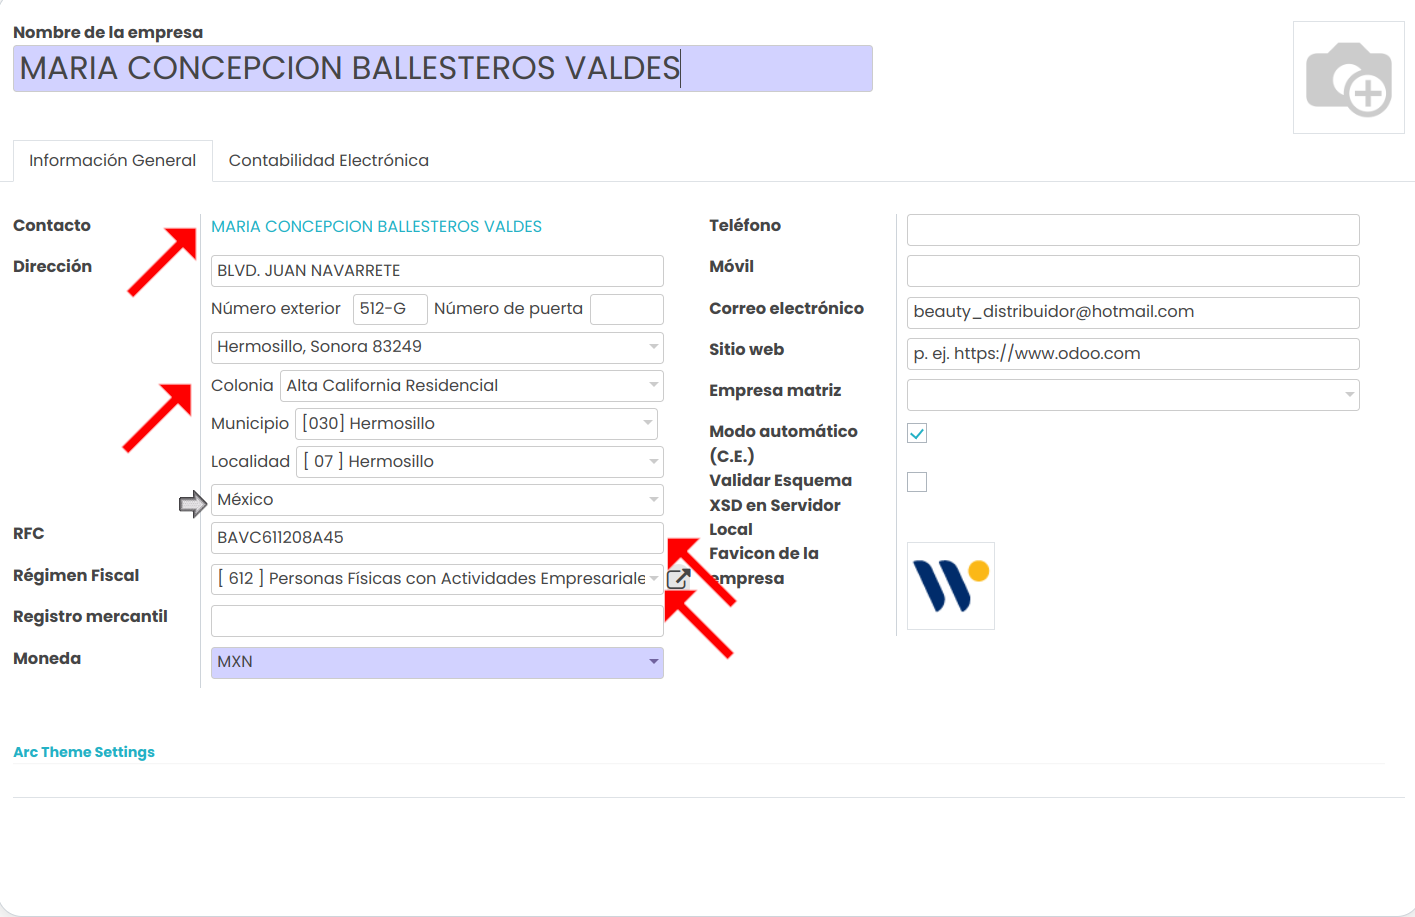 Nombre de la empresa
MARIA CONCEPCION BALLESTEROS VALDES
Información General
Contabilidad Electrónica
Contacto
MARIA CONCEPCION BALLESTEROS VALDES
Dirección
BLVD. JUAN NAVARRETE
Número exterior 512-G Número de puerta
Hermosillo, Sonora 83249
Colonia Alta California Residencial
Municipio [030] Hermosillo
Localidad [ 07 ] Hermosillo
México
RFC
BAVC611208A45
Régimen Fiscal
[ 612 ] Personas Físicas con Actividades Empresariale
Registro mercantil
Moneda
MXN
Teléfono
Móvil
Correo electrónico
beauty_distribuidor@hotmail.com
Sitio web
p. ej. https://www.odoo.com
Empresa matriz
Modo automático
(C.E.)
Validar Esquema
XSD en Servidor
Local
Favicon de la
empresa
Arc Theme Settings